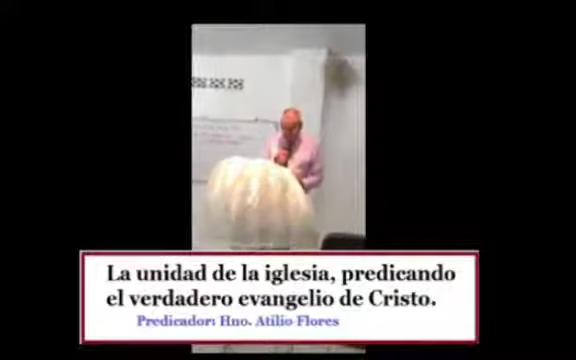 La unidad de la iglesia, predicando
el verdadero evangelio de Cristo.
Predicador: Hno. Atilio Flores